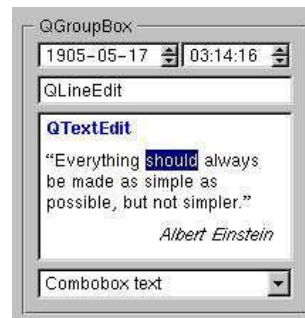 QGroupBox
1905-05-17 03:14:16
QLineEdit
QTextEdit
“Everything should always
be made as simple as
possible, but not simpler.”
Albert Einstein
Combobox text